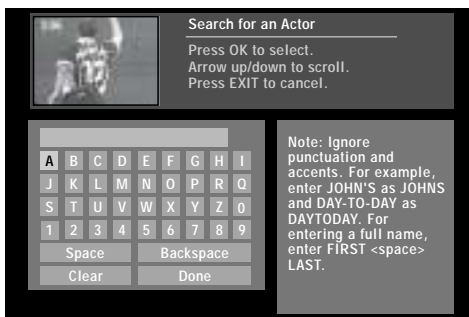 Search for an Actor
Press OK to select.
Arrow up/down to scroll.
Press EXIT to cancel.
A B C D E F G H I
J K L M N O P R Q
S T U V W X Y Z 0
1 2 3 4 5 6 7 8 9
Space Backspace
Clear Done
Note: Ignore
punctuation and
accents. For example,
enter JOHN'S as JOHNS
and DAY-TO-DAY as
DAYTODAY. For
entering a full name,
enter FIRST <space>
LAST.